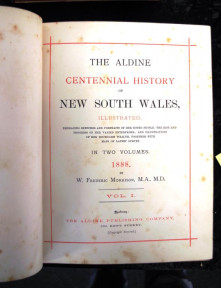 THE ALDINE
CENTENNIAL HISTORY
OF
NEW SOUTH WALES,
ILLUSTRATED,
IN TWO VOLUMES.
1888.
BY
W. Frederic Morrison, M.A., M.D.
VOL. I.
Sydney:
THE ALDINE PUBLISHING COMPANY